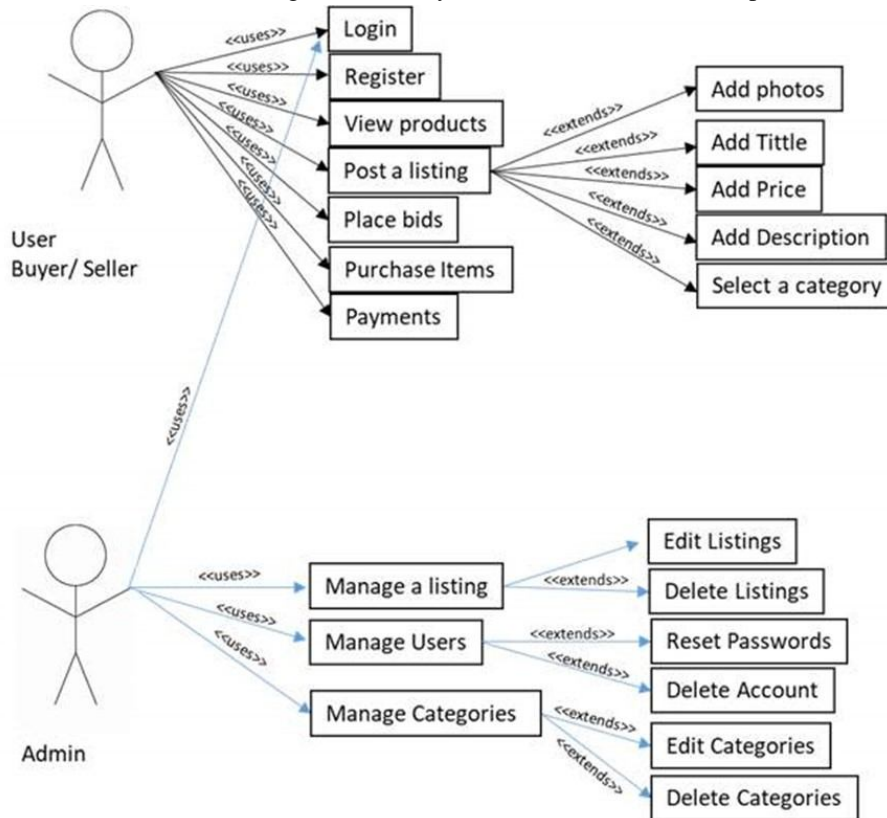 <<uses>>
<<uses>>
<<uses>>
<<uses>>
<<uses>>
<<uses>>
<<uses>>
Login
Register
View products
Post a listing
Place bids
Purchase Items
Payments
<<extends>>
<<extends>>
<<extends>>
<<extends>>
<<extends>>
Add photos
Add Tittle
Add Price
Add Description
Select a category
User
Buyer/ Seller
<<uses>>
<<uses>>
<<uses>>
<<uses>>
Manage a listing
Manage Users
Manage Categories
<<extends>>
<<extends>>
<<extends>>
<<extends>>
<<extends>>
Edit Listings
Delete Listings
Reset Passwords
Delete Account
Edit Categories
Delete Categories
Admin